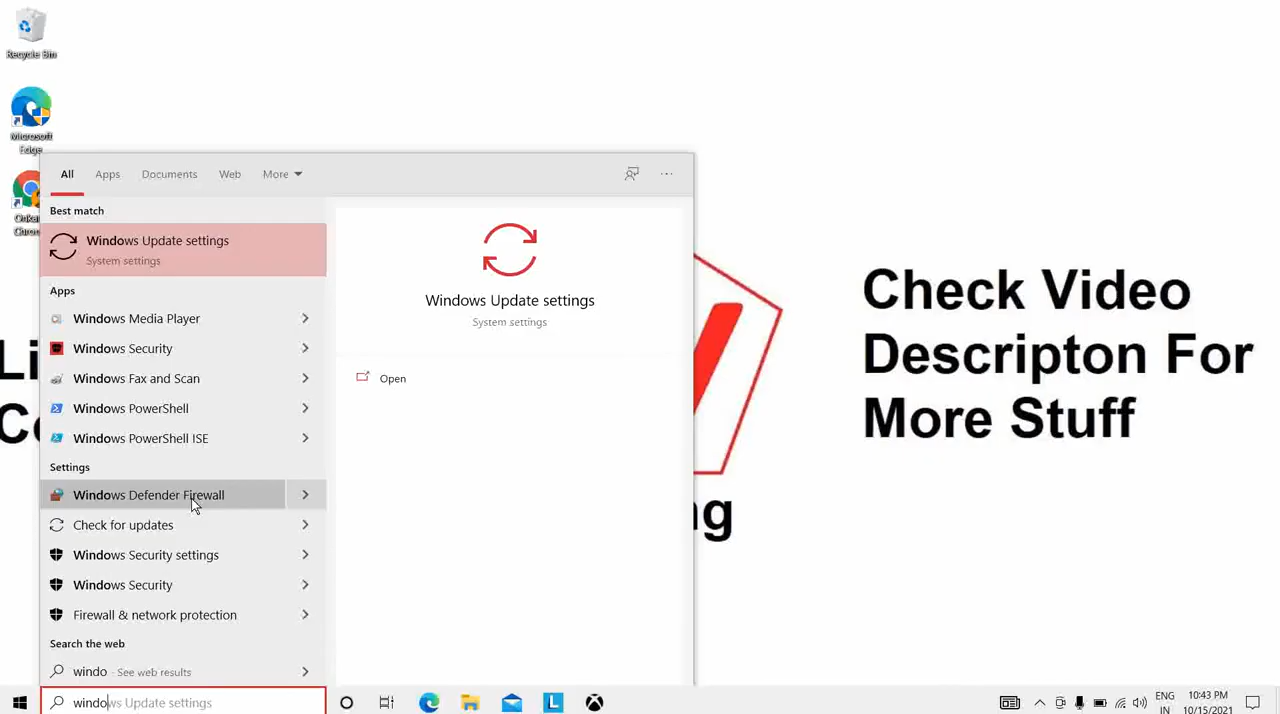 Recycle Bin
Microsoft
Edge
All
Apps
Documents
Web
More
Best match
Windows Update settings
System settings
Apps
Windows Media Player
Windows Security
Windows Fax and Scan
Windows PowerShell
Windows PowerShell ISE
Settings
Windows Defender Firewall
Check for updates
Windows Security settings
Windows Security
Firewall & network protection
Search the web
windo - See web results
windows Update settings
Windows Update settings
System settings
Open
Check Video
Descripton For
More Stuff
ENG
IN
10:43 PM
10/15/2021